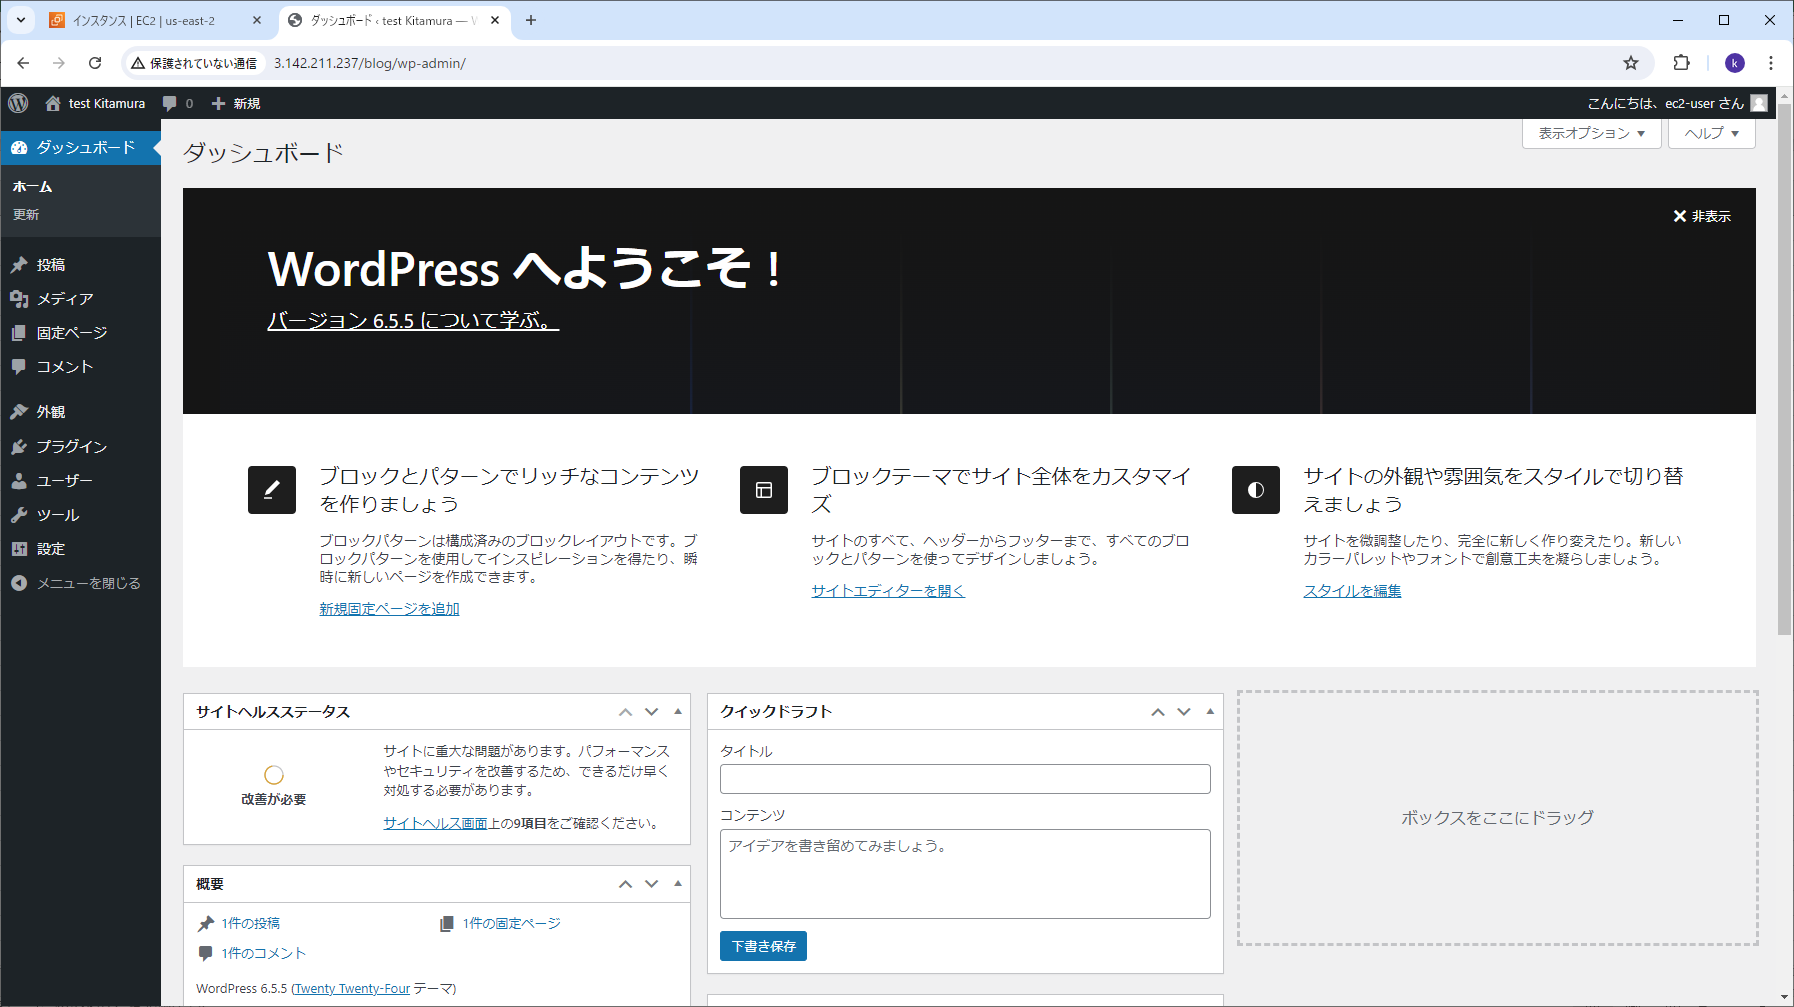 インスタンス | EC2 | us-east-2
ダッシュボード ‹ test Kitamura — W
保護されていない通信
3.142.211.237/blog/wp-admin/
k
test Kitamura
0
新規
こんにちは、ec2-user さん
ダッシュボード
ホーム
更新
投稿
メディア
固定ページ
コメント
外観
プラグイン
ユーザー
ツール
設定
メニューを閉じる
表示オプション
ヘルプ
ダッシュボード
非表示
WordPress へようこそ !
バージョン 6.5.5 について学ぶ。
ブロックとパターンでリッチなコンテンツ
を作りましょう
ブロックパターンは構成済みのブロックレイアウトです。ブ
ロックパターンを使用してインスピレーションを得たり、瞬
時に新しいページを作成できます。
新規固定ページを追加
ブロックテーマでサイト全体をカスタマイ
ズ
サイトのすべて、ヘッダーからフッターまで、すべてのブロ
ックとパターンを使ってデザインしましょう。
サイトエディターを開く
サイトの外観や雰囲気をスタイルで切り替
えましょう
サイトを微調整したり、完全に新しく作り変えたり。新しい
カラーパレットやフォントで創意工夫を凝らしましょう。
スタイルを編集
サイトヘルスステータス
改善が必要
サイトに重大な問題があります。パフォーマンス
やセキュリティを改善するため、できるだけ早く
対処する必要があります。
サイトヘルス画面上の9項目をご確認ください。
概要
1件の投稿
1件の固定ページ
1件のコメント
WordPress 6.5.5 (Twenty Twenty-Four テーマ)
クイックドラフト
タイトル
コンテンツ
アイデアを書き留めてみましょう。
下書き保存
ボックスをここにドラッグ